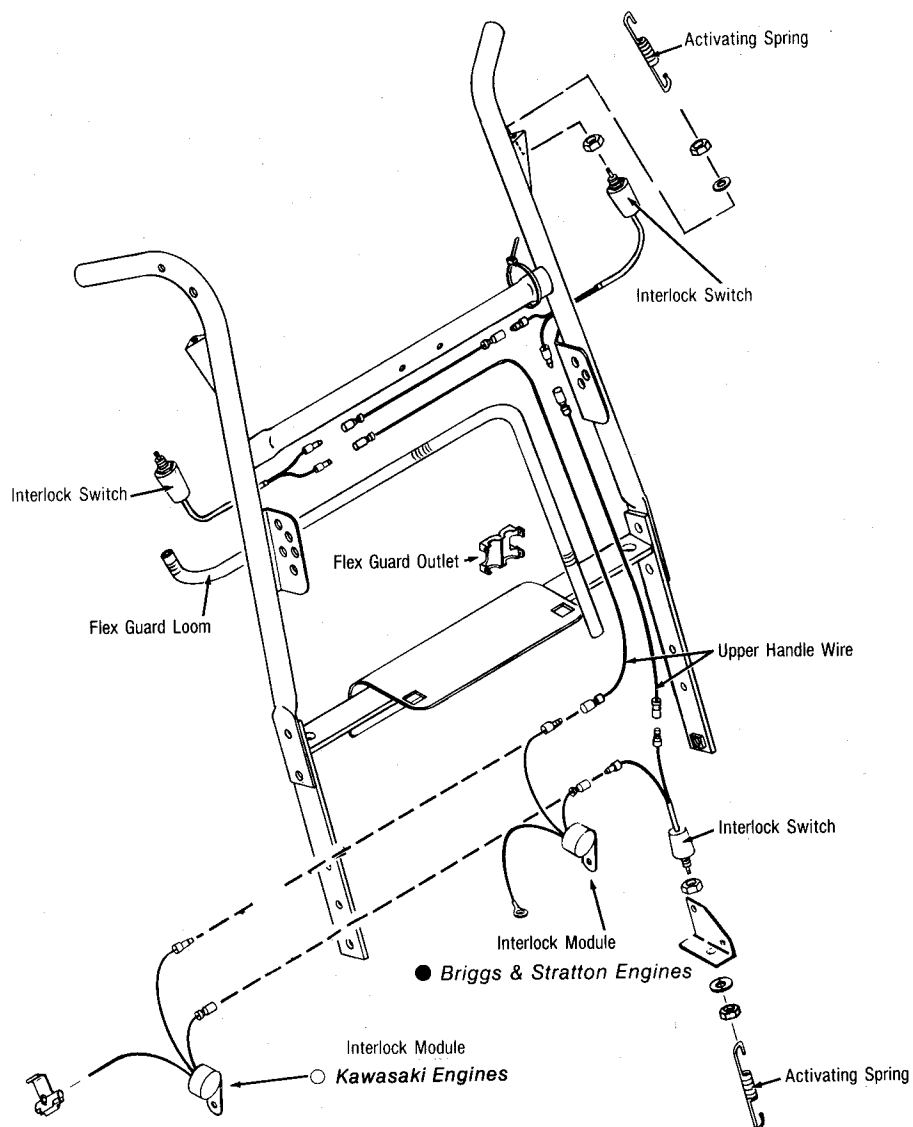 Activating Spring
Interlock Switch
Interlock Switch
Flex Guard Outlet
Flex Guard Loom
Upper Handle Wire
Interlock Switch
Interlock Module
● Briggs & Stratton Engines
Interlock Module
○ Kawasaki Engines
Activating Spring